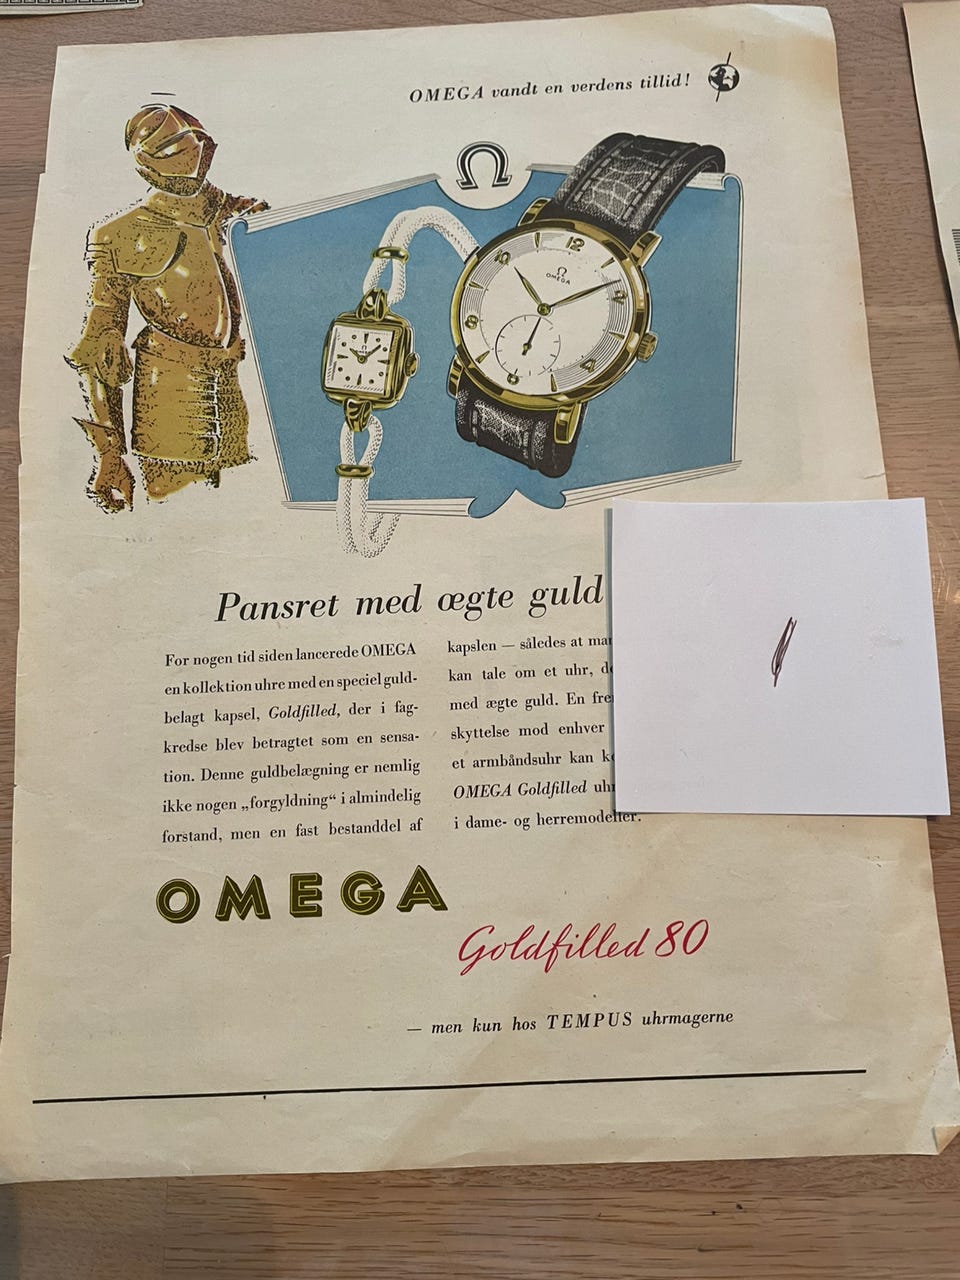 OMEGA vandt en verdens tillid!
Ω
12
Ω
OMEGA
Pansret med ægte guld
For nogen tid siden lancerede OMEGA
en kollektion uhre med en speciel guld-
belagt kapsel, Goldfilled, der i fag-
kredse blev betragtet som en sensa-
tion. Denne guldbelægning er nemlig
ikke nogen „forgyldning“ i almindelig
forstand, men en fast bestanddel af
kapslen — således at
kan tale om et uhr,
med ægte guld. En
skyttelse mod enhver
et armbåndsuhr kan
OMEGA Goldfilled
i dame- og herremodeller.
OMEGA
Goldfilled 80
— men kun hos TEMPUS uhrmagerne